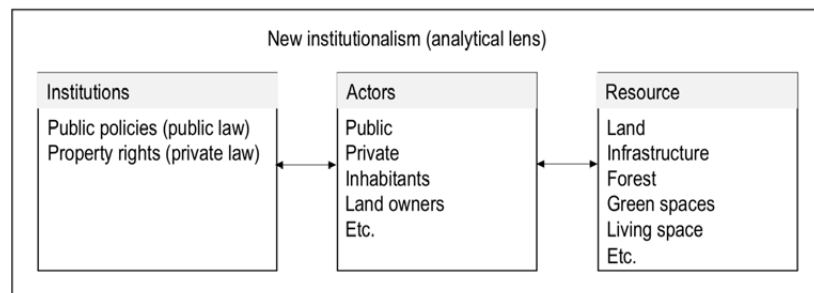 New institutionalism (analytical lens)
Institutions
Public policies (public law)
Property rights (private law)
Actors
Public
Private
Inhabitants
Land owners
Etc.
Resource
Land
Infrastructure
Forest
Green spaces
Living space
Etc.